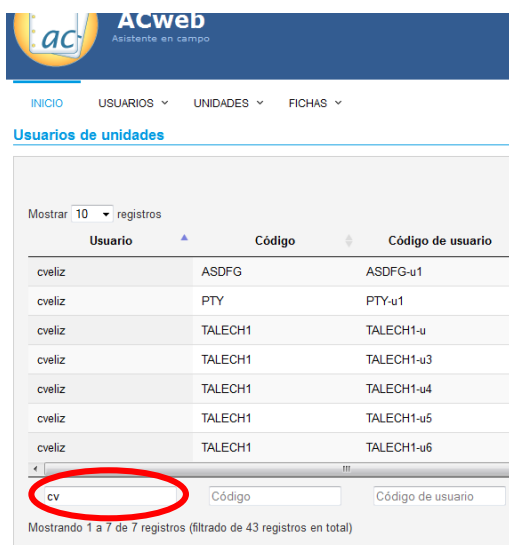 ac ACweb
Asistente en campo
INICIO USUARIOS UNIDADES FICHAS
Usuarios de unidades
Mostrar 10 registros
Usuario Código Código de usuario
cveliz ASDFG ASDFG-u1
cveliz PTY PTY-u1
cveliz TALECH1 TALECH1-u
cveliz TALECH1 TALECH1-u3
cveliz TALECH1 TALECH1-u4
cveliz TALECH1 TALECH1-u5
cveliz TALECH1 TALECH1-u6
cv Código Código de usuario
Mostrando 1 a 7 de 7 registros (filtrado de 43 registros en total)